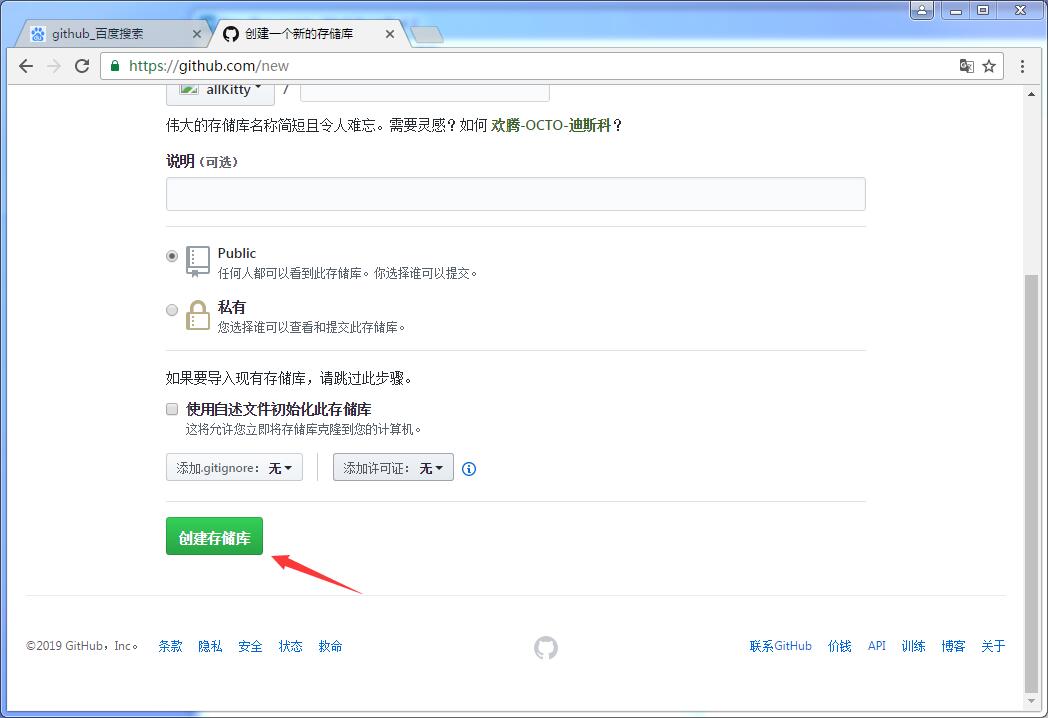 github_百度搜索
创建一个新的存储库
https://github.com/new
allKitty /
伟大的存储库名称简短且令人难忘。需要灵感？如何 欢腾-OCTO-迪斯科？
说明（可选）
Public
任何人都可以看到此存储库。你选择谁可以提交。
私有
您选择谁可以查看和提交此存储库。
如果要导入现有存储库，请跳过此步骤。
使用自述文件初始化此存储库
这将允许您立即将存储库克隆到您的计算机。
添加.gitignore： 无 添加许可证： 无
创建存储库
©2019 GitHub，Inc。 条款 隐私 安全 状态 救命 联系GitHub 价钱 API 训练 博客 关于